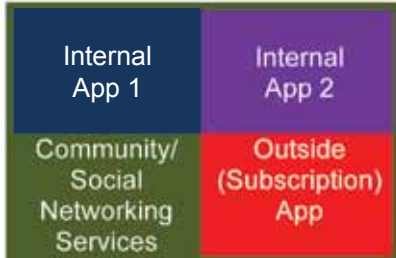 Internal
App 1
Internal
App 2
Community/
Social
Networking
Services
Outside
(Subscription)
App